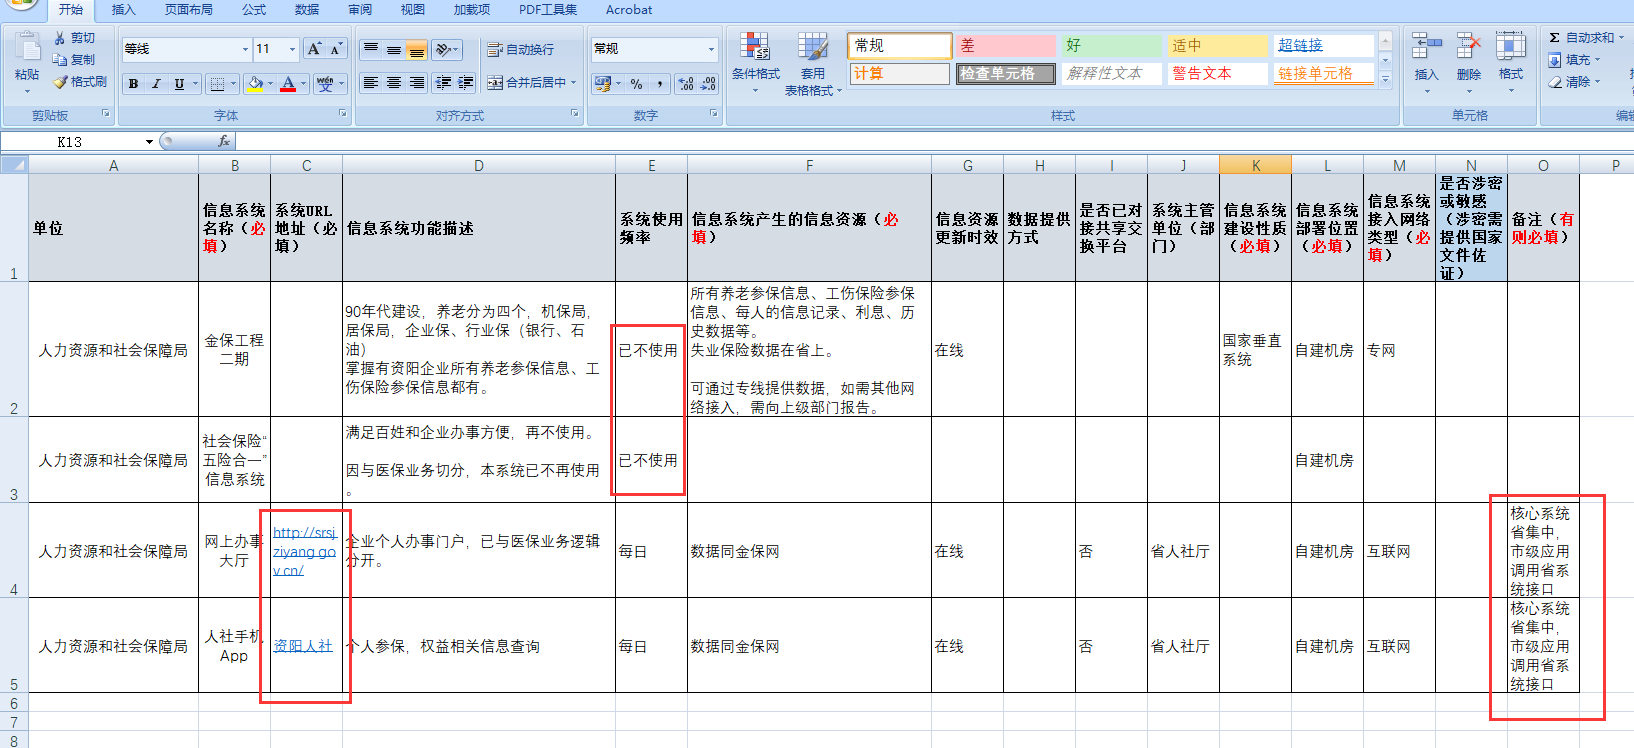 开始 插入 页面布局 公式 数据 审阅 视图 加载项 PDF工具集 Acrobat
粘贴 剪切 复制 格式刷
等线 11
B I U A wén 变
自动换行
合并后居中
常规
% ,
条件格式 套用表格格式
常规 差 好 适中 超链接
计算 检查单元格 解释性文本 警告文本 链接单元格
插入 删除 格式
Σ 自动求和
填充
清除
剪贴板 字体 对齐方式 数字 样式 单元格
K13 fx
A B C D E F G H I J K L M N O P
1
单位
信息系统
名称（必
填）
系统URL
地址（必
填）
信息系统功能描述
系统使用
频率
信息系统产生的信息资源（必
填）
信息资源
更新时效
数据提供
方式
是否已对
接共享交
换平台
系统主管
单位（部
门）
信息系统
建设性质
（必填）
信息系统
部署位置
（必填）
信息系统
接入网络
类型（必
填）
是否涉密
或敏感
（涉密需
提供国家
文件佐
证）
备注（有
则必填）
2
人力资源和社会保障局
金保工程
二期
90年代建设，养老分为四个，机保局，
居保局，企业保、行业保（银行、石
油）
掌握有资阳企业所有养老参保信息、工
伤保险参保信息都有。
已不使用
所有养老参保信息、工伤保险参保
信息、每人的信息记录、利息、历
史数据等。
失业保险数据在省上。
可通过专线提供数据，如需其他网
络接入，需向上级部门报告。
在线
国家垂直
系统
自建机房
专网
3
人力资源和社会保障局
社会保险“
五险合一”
信息系统
满足百姓和企业办事方便，再不使用。
因与医保业务切分，本系统已不再使用
。
已不使用
自建机房
4
人力资源和社会保障局
网上办事
大厅
http://srsj.
ziyang.go
v.cn/
企业个人办事门户，已与医保业务逻辑
分开。
每日
数据同金保网
在线
否
省人社厅
自建机房
互联网
核心系统
省集中，
市级应用
调用省系
统接口
5
人力资源和社会保障局
人社手机
App
资阳人社
个人参保，权益相关信息查询
每日
数据同金保网
在线
否
省人社厅
自建机房
互联网
核心系统
省集中，
市级应用
调用省系
统接口
6
7
8